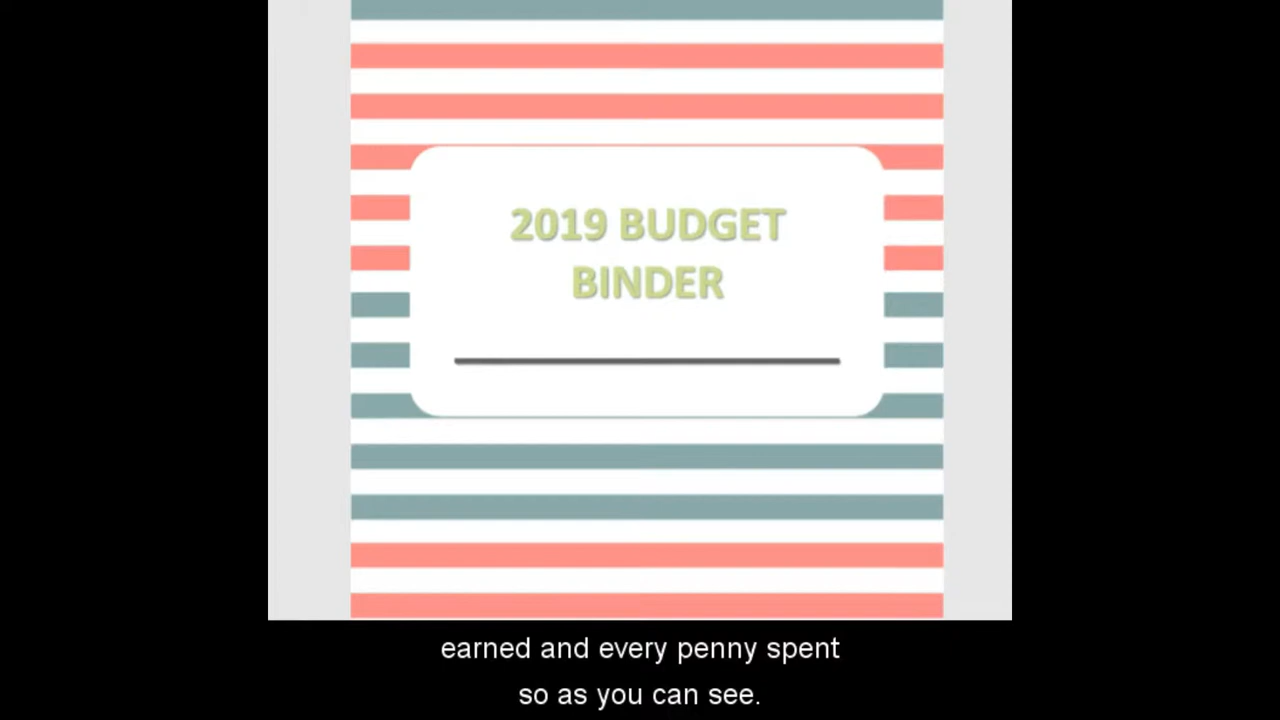 2019 BUDGET
BINDER
earned and every penny spent
so as you can see.